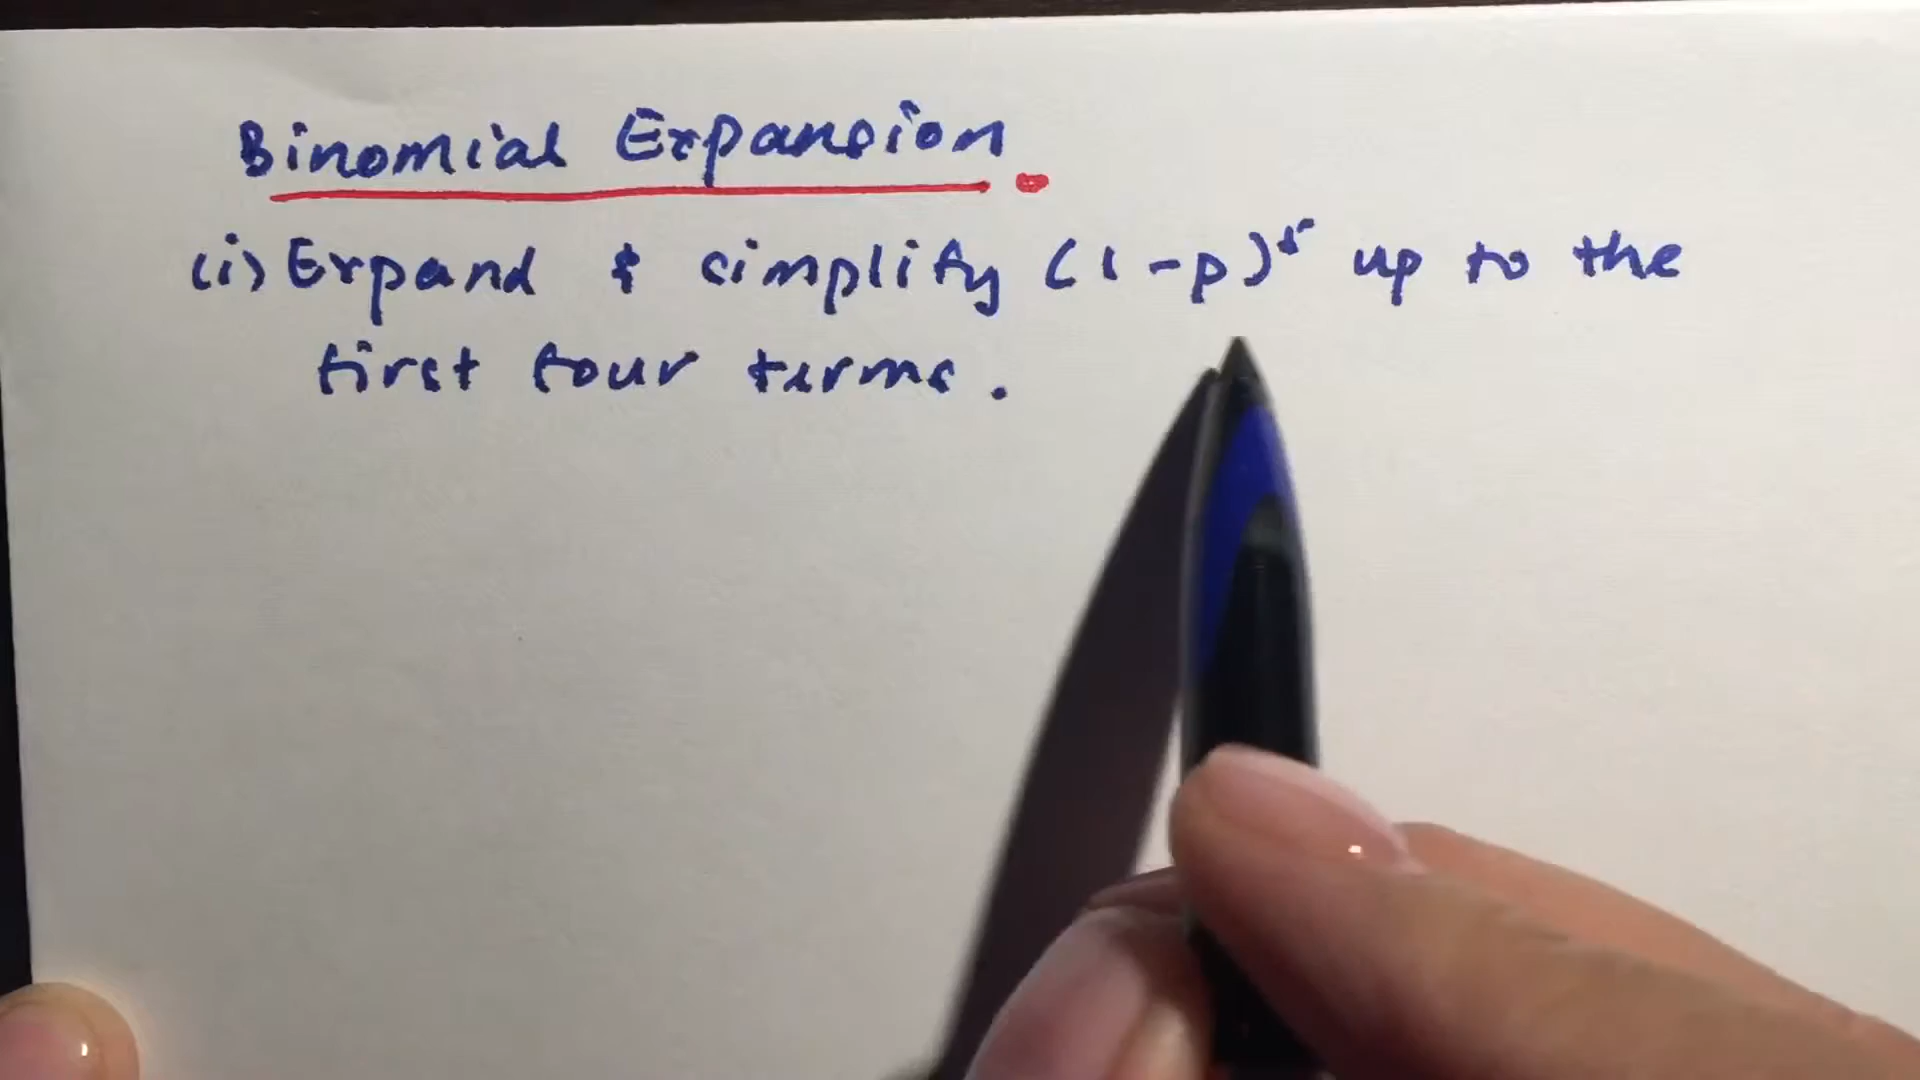 Binomial Expansion.
(i) Expand & simplify (1-p)⁵ up to the
first four terms.